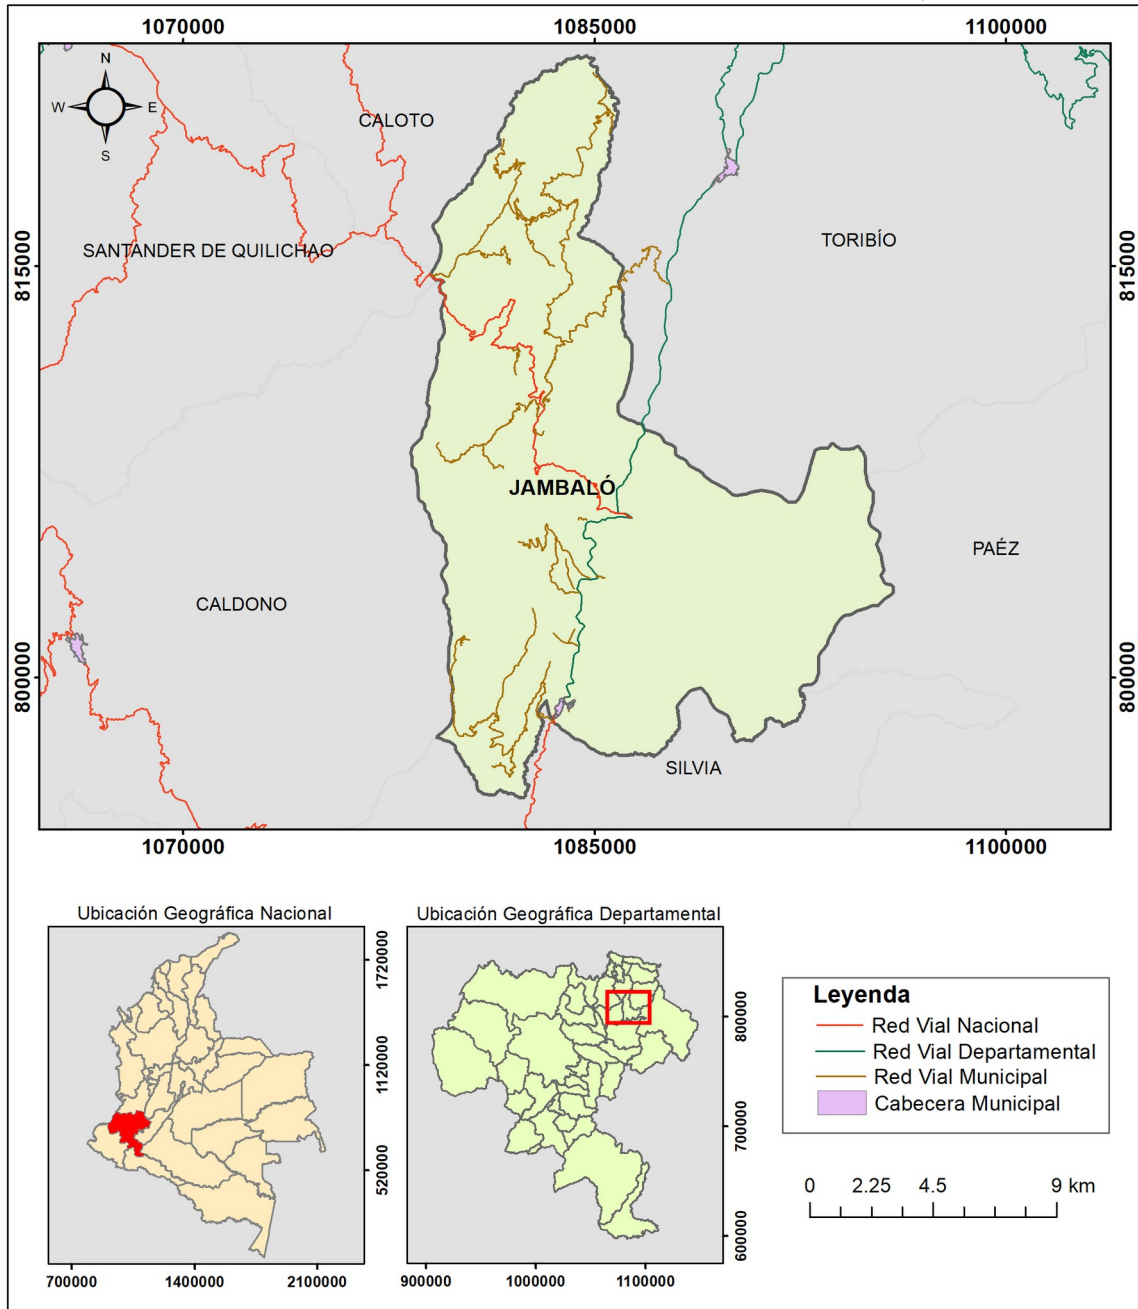 1070000 1085000 1100000
N
W E
S
CALOTO
SANTANDER DE QUILICHAO
TORIBÍO
815000 815000
JAMBALÓ
PAÉZ
CALDONO
800000 800000
SILVIA
1070000 1085000 1100000
Ubicación Geográfica Nacional
1720000
1120000
520000
700000 1400000 2100000
Ubicación Geográfica Departamental
800000
700000
600000
900000 1000000 1100000
Leyenda
Red Vial Nacional
Red Vial Departamental
Red Vial Municipal
Cabecera Municipal
0 2.25 4.5 9 km